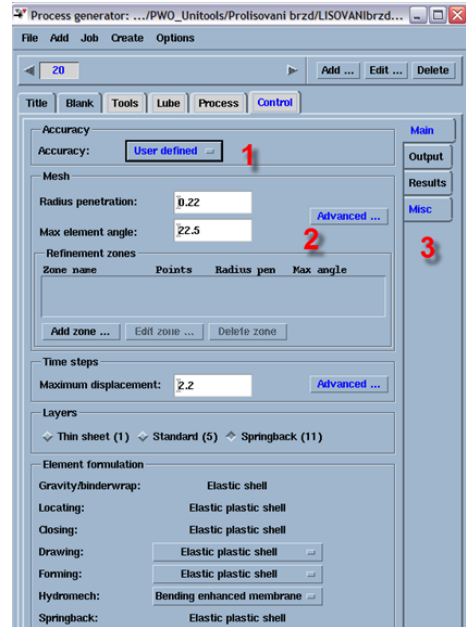 Process generator: .../PWO_Unitools/Prolisovani brzd/LISOVANIbrzd...
File Add Job Create Options
20 Add ... Edit ... Delete
Title Blank Tools Lube Process Control
Accuracy Main
Accuracy: User defined 1 Output
Mesh Results
Radius penetration: 0.22 Misc
Advanced ...
Max element angle: 22.5 2 3
Refinement zones
Zone name Points Radius pen Max angle
Add zone ... Edit zone ... Delete zone
Time steps
Maximum displacement: 2.2 Advanced ...
Layers
Thin sheet (1) Standard (5) Springback (11)
Element formulation
Gravity/binderwrap: Elastic shell
Locating: Elastic plastic shell
Closing: Elastic plastic shell
Drawing: Elastic plastic shell
Forming: Elastic plastic shell
Hydromech: Bending enhanced membrane
Springback: Elastic plastic shell